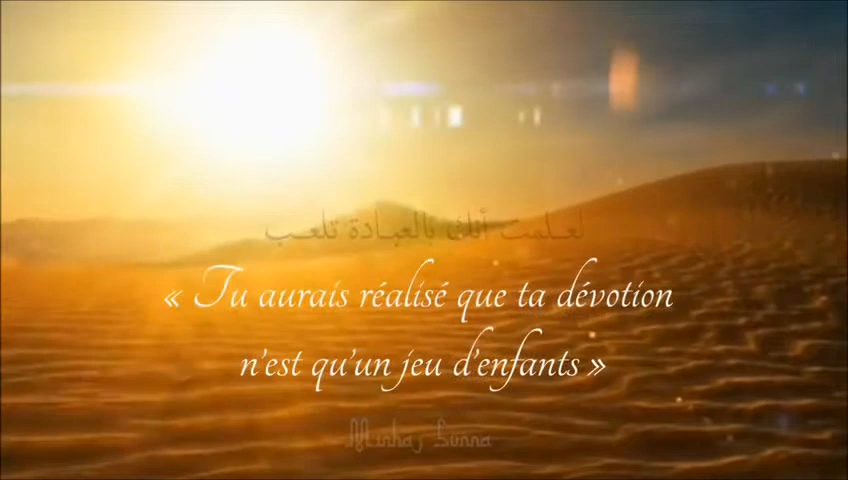 لعلمت أنك بالعبادة تلعب
« Tu aurais réalisé que ta dévotion
n'est qu'un jeu d'enfants »
Minhaj Sunna